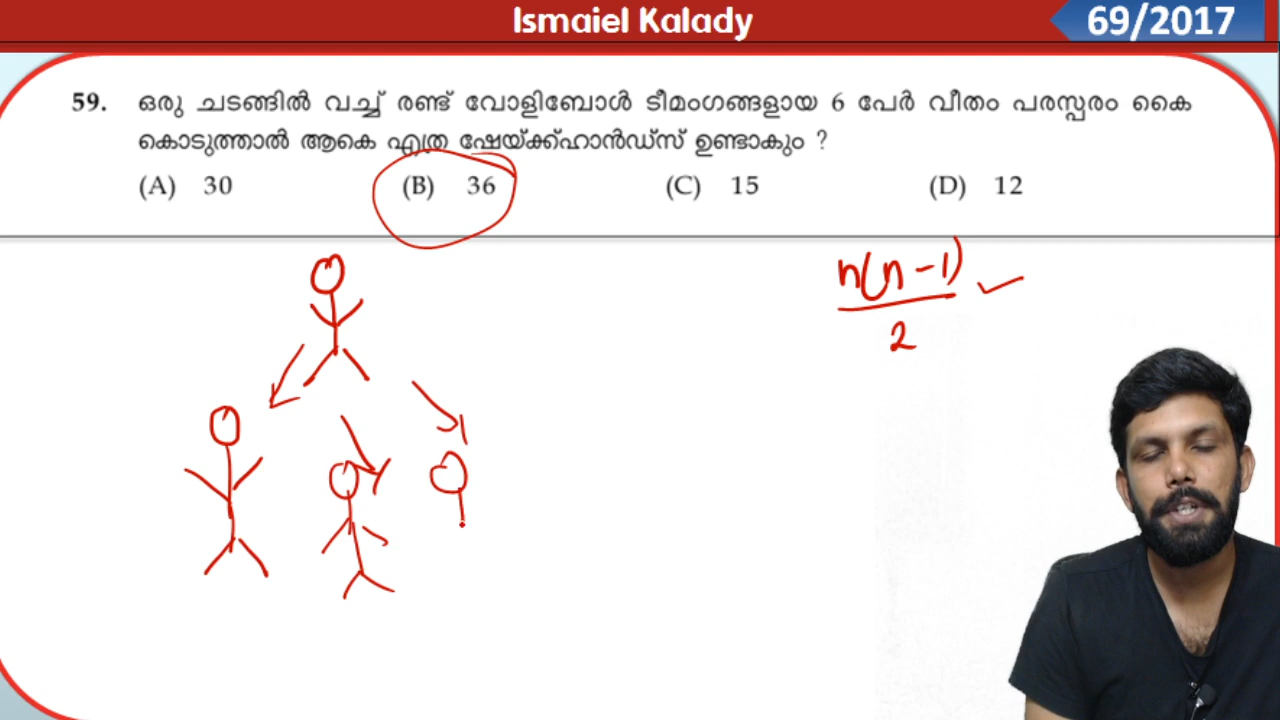 Ismaiel Kalady
69/2017
59. ഒരു ചടങ്ങിൽ വച്ച് രണ്ട് വോളിബോൾ ടീമംഗങ്ങളായ 6 പേർ വീതം പരസ്പരം കൈ
കൊടുത്താൽ ആകെ എത്ര ഷേയ്ക്ക്ഹാൻഡ്സ് ഉണ്ടാകും ?
(A) 30 (B) 36 (C) 15 (D) 12
n(n-1)
2